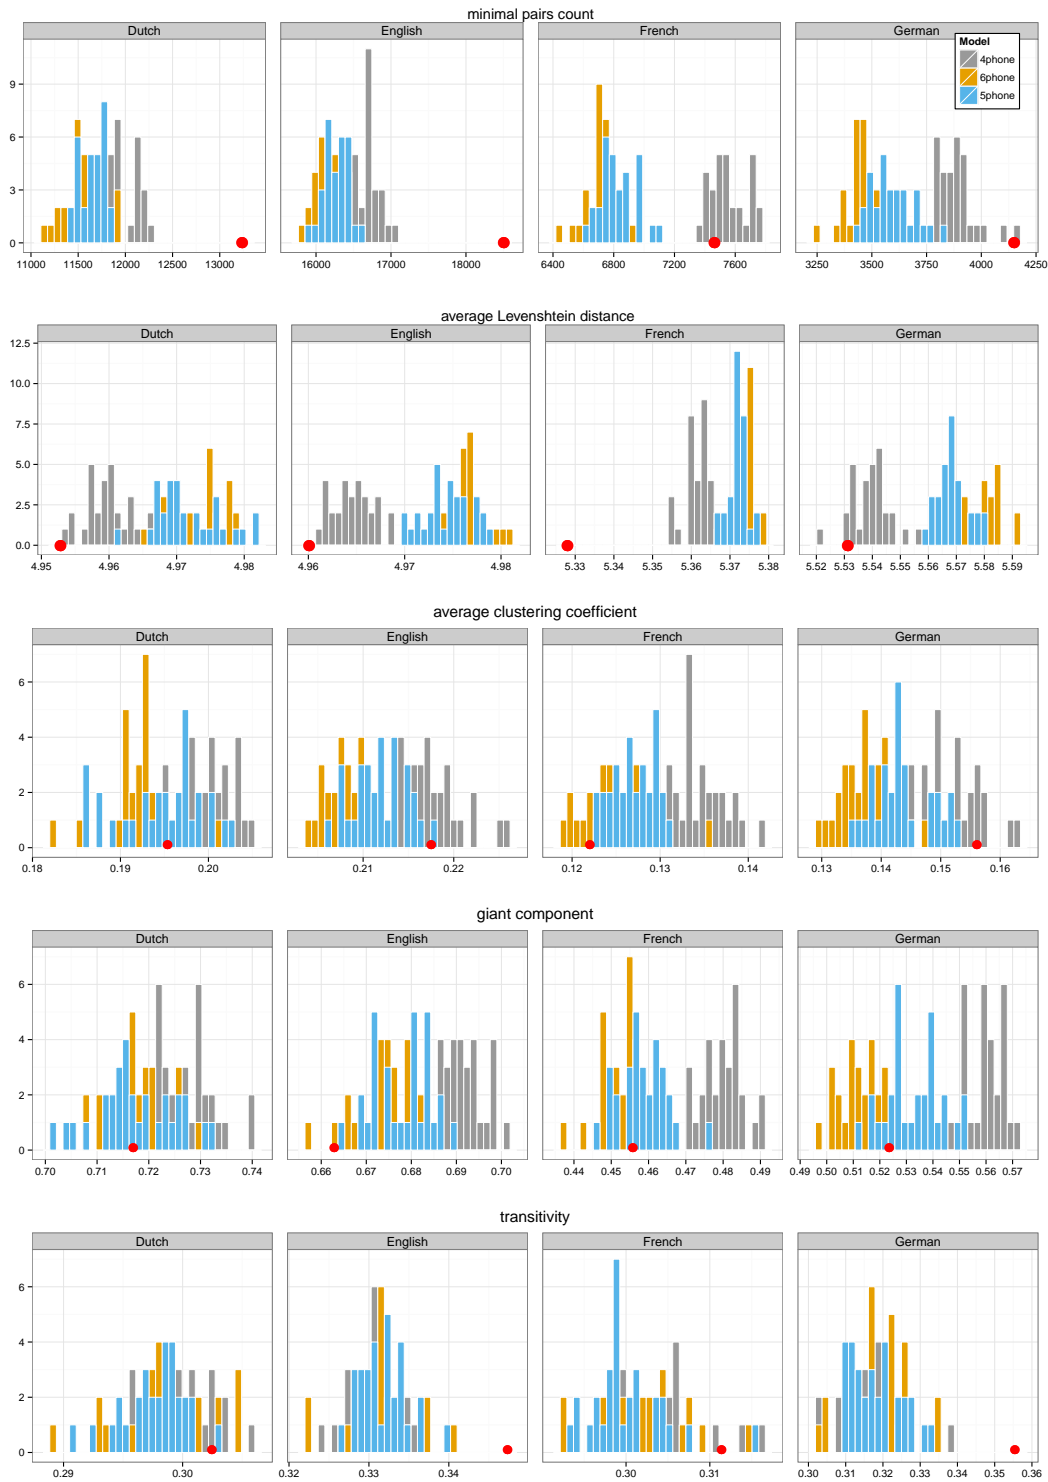 minimal pairs count
Dutch English French German
Model
4phone
6phone
5phone
9
6
3
0
11000 11500 12000 12500 13000 16000 17000 18000 6400 6800 7200 7600 3250 3500 3750 4000 4250
average Levenshtein distance
Dutch English French German
12.5
10.0
7.5
5.0
2.5
0.0
4.95 4.96 4.97 4.98 4.96 4.97 4.98 5.33 5.34 5.35 5.36 5.37 5.38 5.52 5.53 5.54 5.55 5.56 5.57 5.58 5.59
average clustering coefficient
Dutch English French German
6
4
2
0
0.18 0.19 0.20 0.21 0.22 0.12 0.13 0.14 0.13 0.14 0.15 0.16
giant component
Dutch English French German
6
4
2
0
0.70 0.71 0.72 0.73 0.74 0.66 0.67 0.68 0.69 0.70 0.44 0.45 0.46 0.47 0.48 0.49 0.49 0.50 0.51 0.52 0.53 0.54 0.55 0.56 0.57
transitivity
Dutch English French German
6
4
2
0
0.29 0.30 0.32 0.33 0.34 0.30 0.31 0.30 0.31 0.32 0.33 0.34 0.35 0.36